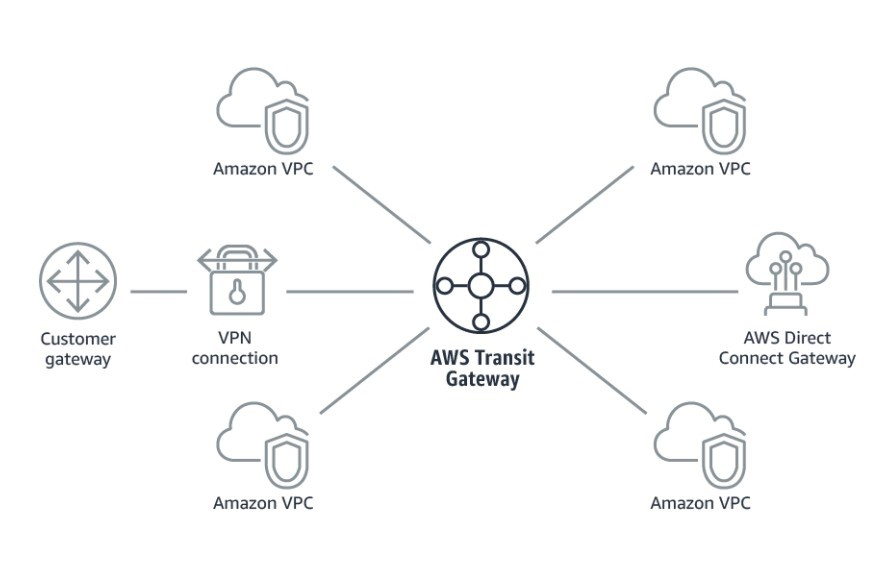 Amazon VPC
Amazon VPC
Customer
gateway
VPN
connection
AWS Transit
Gateway
AWS Direct
Connect Gateway
Amazon VPC
Amazon VPC